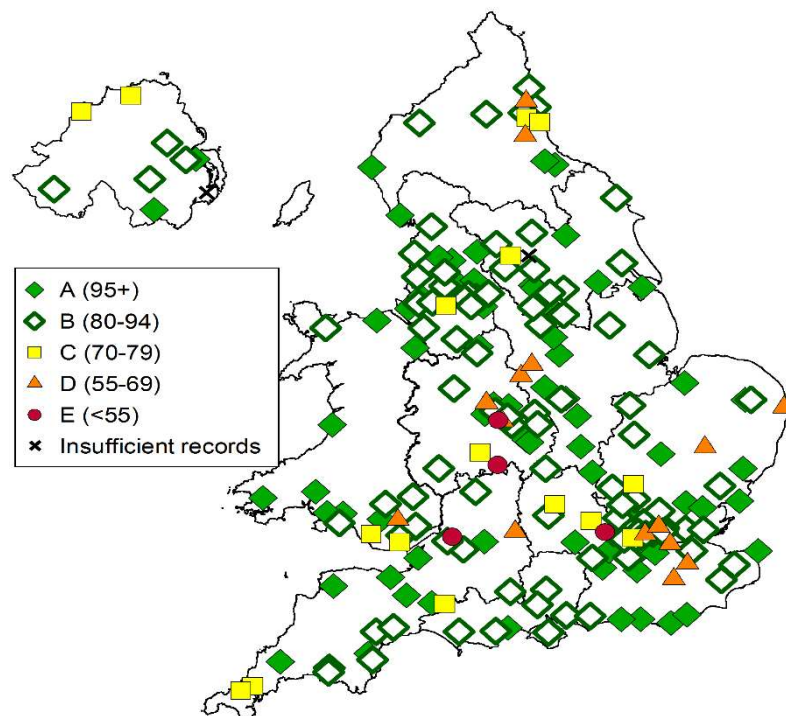 A (95+)
B (80-94)
C (70-79)
D (55-69)
E (<55)
Insufficient records